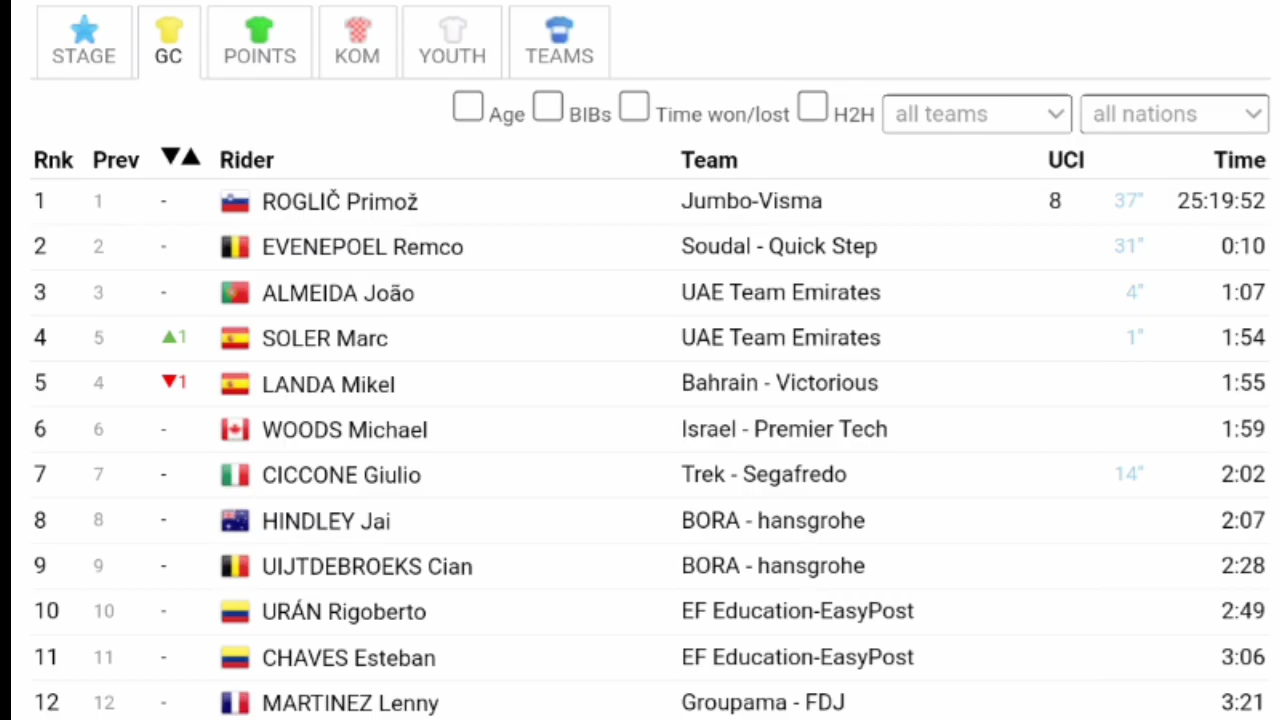 STAGE GC POINTS KOM YOUTH TEAMS
Age BIBs Time won/lost H2H all teams all nations
Rnk Prev ▼▲ Rider Team UCI Time
1 1 - ROGLIČ Primož Jumbo-Visma 8 37" 25:19:52
2 2 - EVENEPOEL Remco Soudal - Quick Step 31" 0:10
3 3 - ALMEIDA João UAE Team Emirates 4" 1:07
4 5 ▲1 SOLER Marc UAE Team Emirates 1" 1:54
5 4 ▼1 LANDA Mikel Bahrain - Victorious 1:55
6 6 - WOODS Michael Israel - Premier Tech 1:59
7 7 - CICCONE Giulio Trek - Segafredo 14" 2:02
8 8 - HINDLEY Jai BORA - hansgrohe 2:07
9 9 - UIJTDEBROEKS Cian BORA - hansgrohe 2:28
10 10 - URÁN Rigoberto EF Education-EasyPost 2:49
11 11 - CHAVES Esteban EF Education-EasyPost 3:06
12 12 - MARTINEZ Lenny Groupama - FDJ 3:21